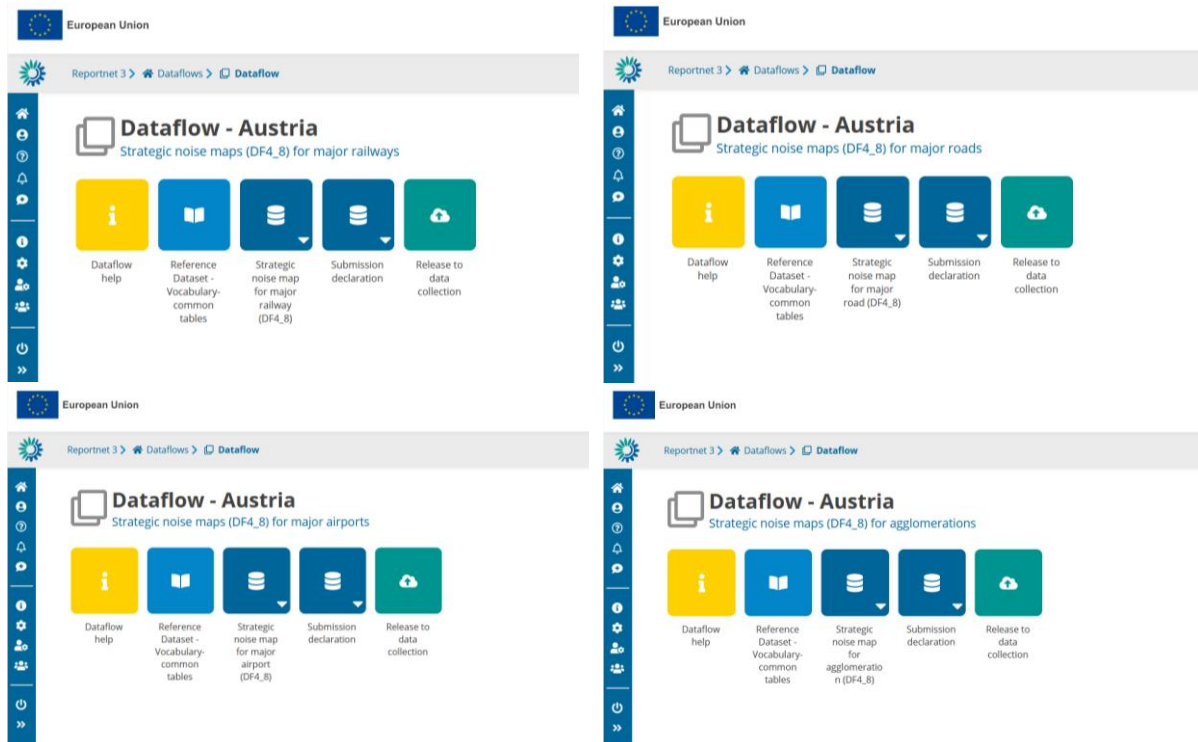 European Union
Reportnet 3 > Dataflows > Dataflow
Dataflow - Austria
Strategic noise maps (DF4_8) for major railways
Dataflow
help
Reference
Dataset -
Vocabulary-
common
tables
Strategic
noise map
for major
railway
(DF4_8)
Submission
declaration
Release to
data
collection
European Union
Reportnet 3 > Dataflows > Dataflow
Dataflow - Austria
Strategic noise maps (DF4_8) for major roads
Dataflow
help
Reference
Dataset -
Vocabulary-
common
tables
Strategic
noise map
for major
road (DF4_8)
Submission
declaration
Release to
data
collection
European Union
Reportnet 3 > Dataflows > Dataflow
Dataflow - Austria
Strategic noise maps (DF4_8) for major airports
Dataflow
help
Reference
Dataset -
Vocabulary-
common
tables
Strategic
noise map
for major
airport
(DF4_8)
Submission
declaration
Release to
data
collection
European Union
Reportnet 3 > Dataflows > Dataflow
Dataflow - Austria
Strategic noise maps (DF4_8) for agglomerations
Dataflow
help
Reference
Dataset -
Vocabulary-
common
tables
Strategic
noise map
for
agglomeratio
n (DF4_8)
Submission
declaration
Release to
data
collection